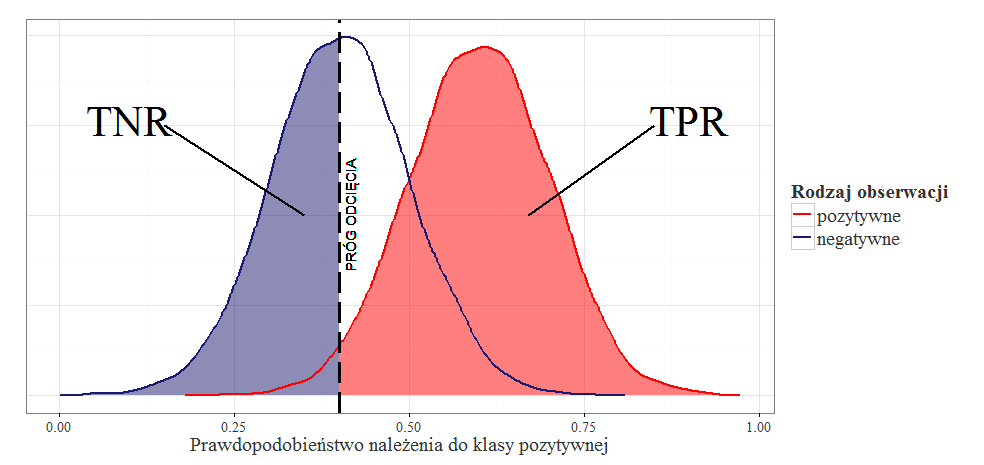 TNR
TPR
PRÓG ODCIĘCIA
Rodzaj obserwacji
pozytywne
negatywne
0.00 0.25 0.50 0.75 1.00
Prawdopodobieństwo należenia do klasy pozytywnej